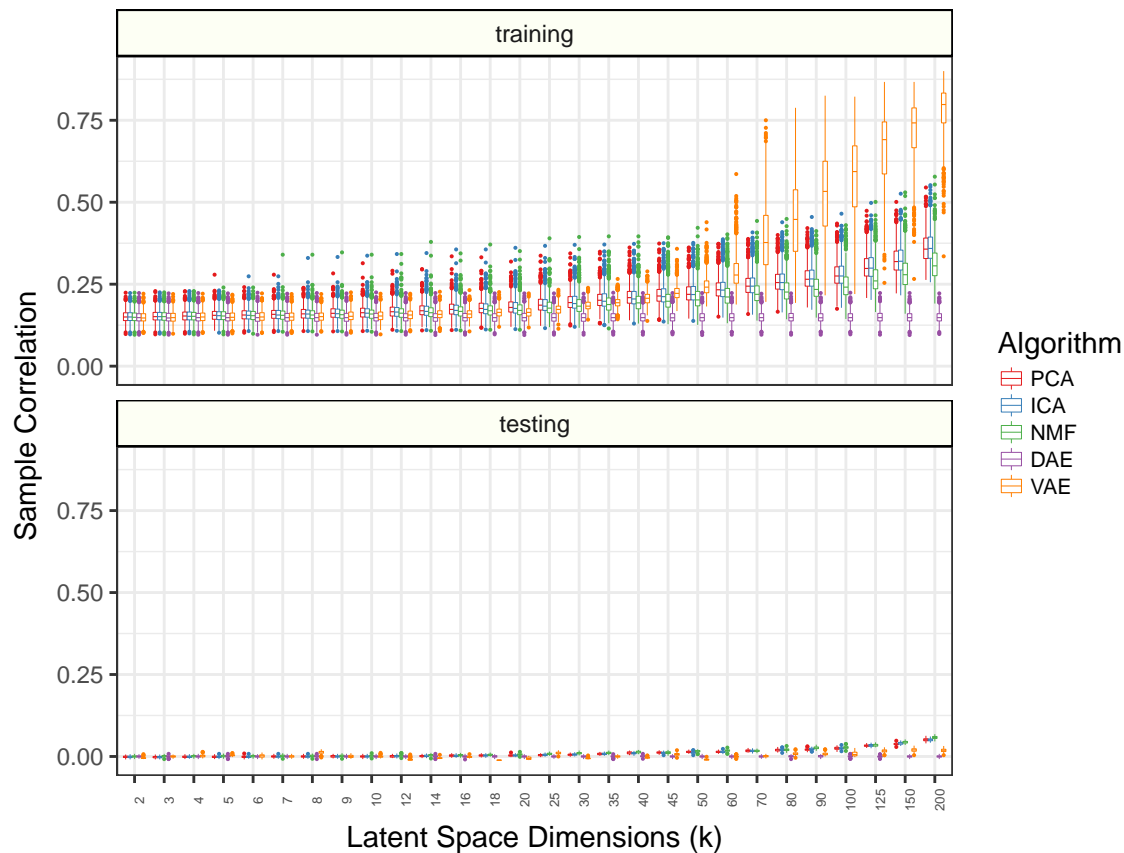 training
0.75
0.50
0.25
0.00
testing
0.75
0.50
0.25
0.00
Sample Correlation
2 3 4 5 6 7 8 9 10 12 14 16 18 20 25 30 35 40 45 50 60 70 80 90 100 125 150 200
Latent Space Dimensions (k)
Algorithm
PCA
ICA
NMF
DAE
VAE